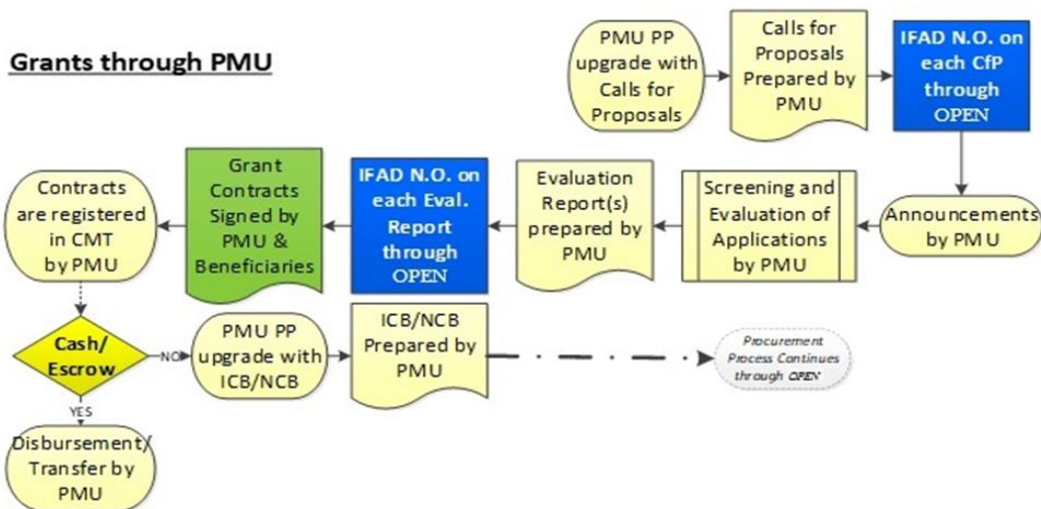 Grants through PMU
PMU PP
upgrade with
Calls for
Proposals
Calls for
Proposals
Prepared by
PMU
IFAD N.O. on
each CfP
through
OPEN
Announcements
by PMU
Screening and
Evaluation of
Applications
by PMU
Evaluation
Report(s)
prepared by
PMU
IFAD N.O. on
each Eval.
Report
through
OPEN
Grant
Contracts
Signed by
PMU &
Beneficiaries
Contracts
are registered
in CMT
by PMU
Cash/
Escrow
NO
PMU PP
upgrade with
ICB/NCB
ICB/NCB
Prepared by
PMU
Procurement
Process Continues
through OPEN
YES
Disbursement/
Transfer by
PMU